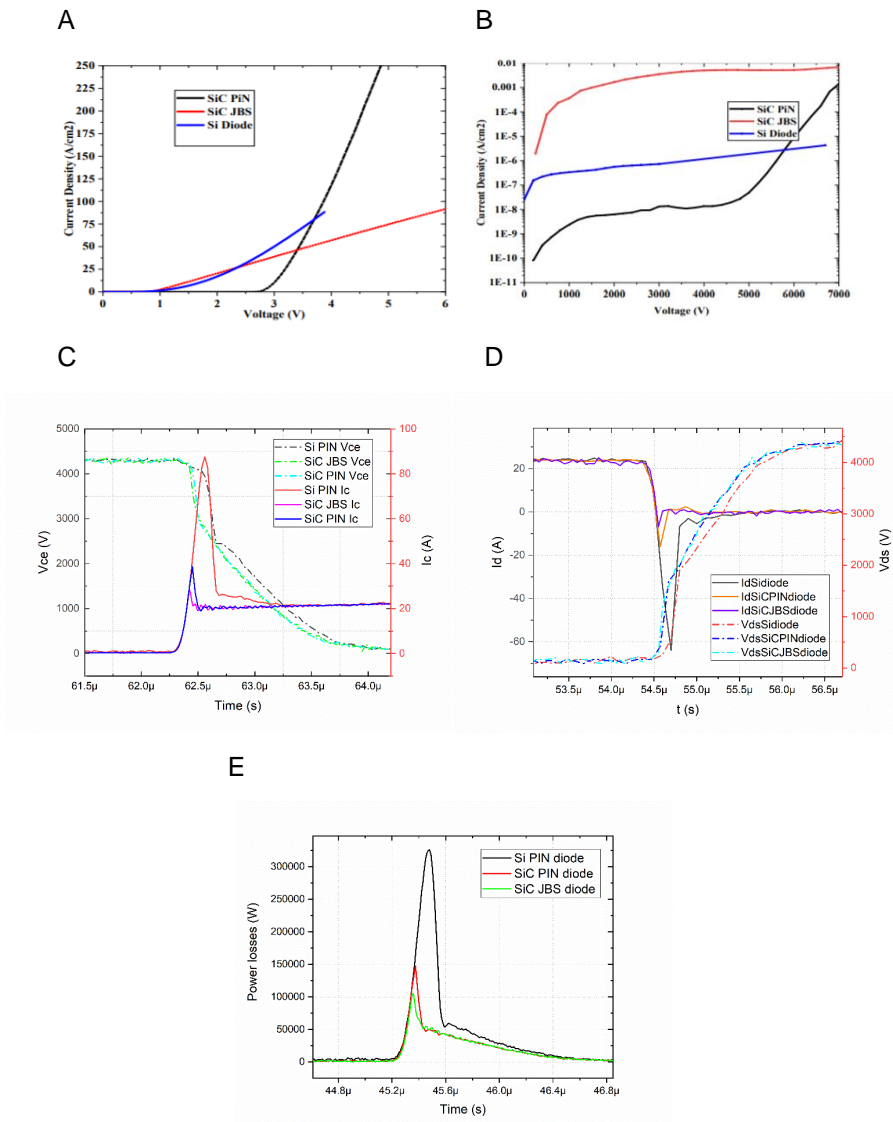 A
B
250
225
200
175
150
125
100
75
50
25
0
Current Density (A/cm2)
SiC PiN
SiC JBS
Si Diode
0
1
2
3
4
5
6
Voltage (V)
0.01
0.001
1E-4
1E-5
1E-6
1E-7
1E-8
1E-9
1E-10
1E-11
Current Density (A/cm2)
SiC PiN
SiC JBS
Si Diode
0
1000
2000
3000
4000
5000
6000
7000
Voltage (V)
C
D
5000
4000
3000
2000
1000
0
Vce (V)
Si PIN Vce
SiC JBS Vce
SiC PIN Vce
Si PIN Ic
SiC JBS Ic
SiC PIN Ic
100
80
60
40
20
0
Ic (A)
61.5µ
62.0µ
62.5µ
63.0µ
63.5µ
64.0µ
Time (s)
20
0
-20
-40
-60
Id (A)
IdSidiode
IdSiCPINdiode
IdSiCJBSdiode
VdsSidiode
VdsSiCPINdiode
VdsSiCJBSdiode
4000
3000
2000
1000
0
Vds (V)
53.5µ
54.0µ
54.5µ
55.0µ
55.5µ
56.0µ
56.5µ
t (s)
E
300000
250000
200000
150000
100000
50000
0
Power losses (W)
Si PIN diode
SiC PIN diode
SiC JBS diode
44.8µ
45.2µ
45.6µ
46.0µ
46.4µ
46.8µ
Time (s)